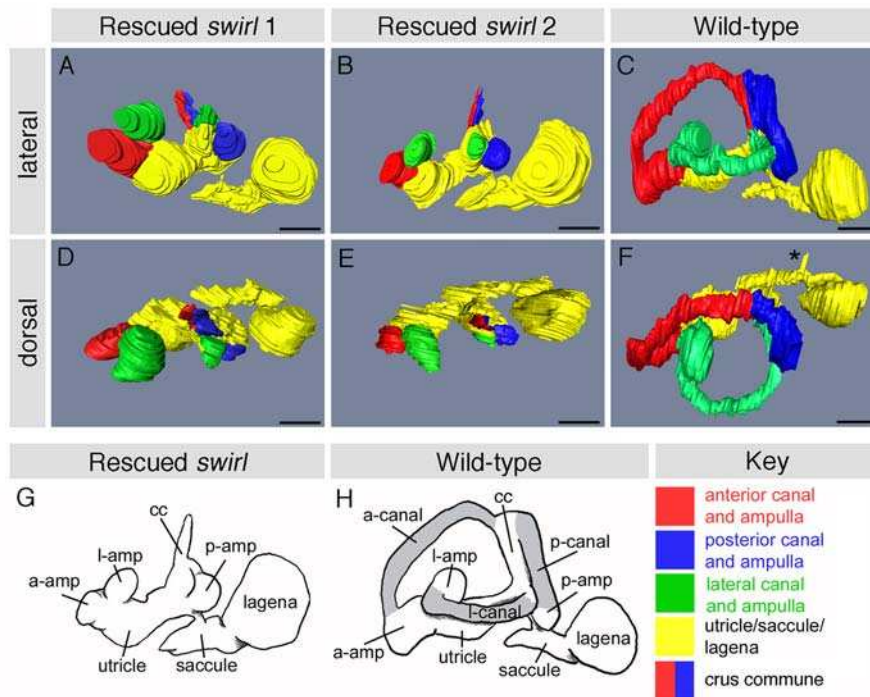 Rescued swirl 1
Rescued swirl 2
Wild-type
lateral
A
B
C
dorsal
D
E
F
*
Rescued swirl
Wild-type
Key
G
cc
l-amp
p-amp
a-amp
lagena
utricle
saccule
H
cc
a-canal
l-amp
p-canal
p-amp
l-canal
a-amp
utricle
saccule
lagena
anterior canal
and ampulla
posterior canal
and ampulla
lateral canal
and ampulla
utricle/saccule/
lagena
crus commune